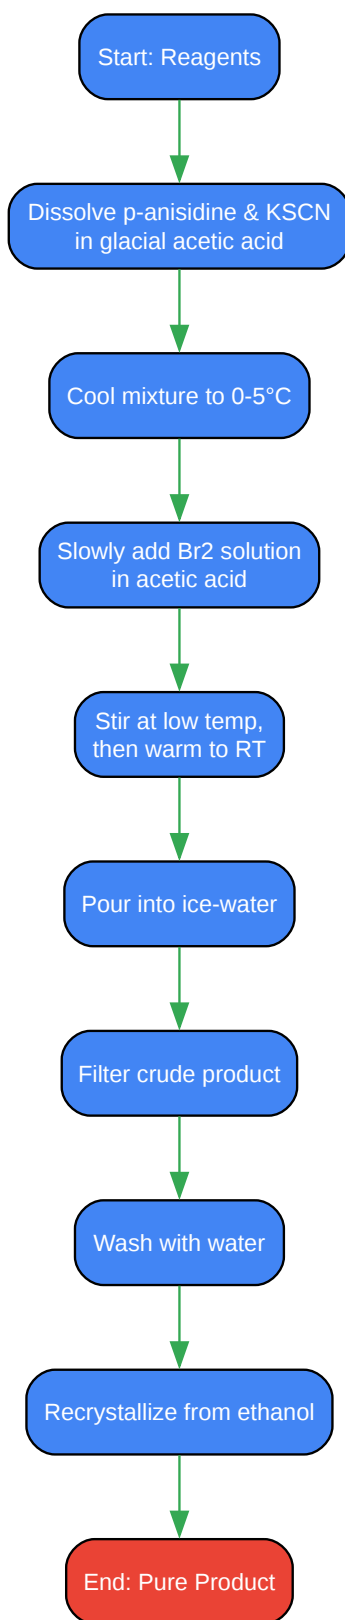 Start: Reagents
Dissolve p-anisidine & KSCN
in glacial acetic acid
Cool mixture to 0-5°C
Slowly add Br2 solution
in acetic acid
Stir at low temp,
then warm to RT
Pour into ice-water
Filter crude product
Wash with water
Recrystallize from ethanol
End: Pure Product